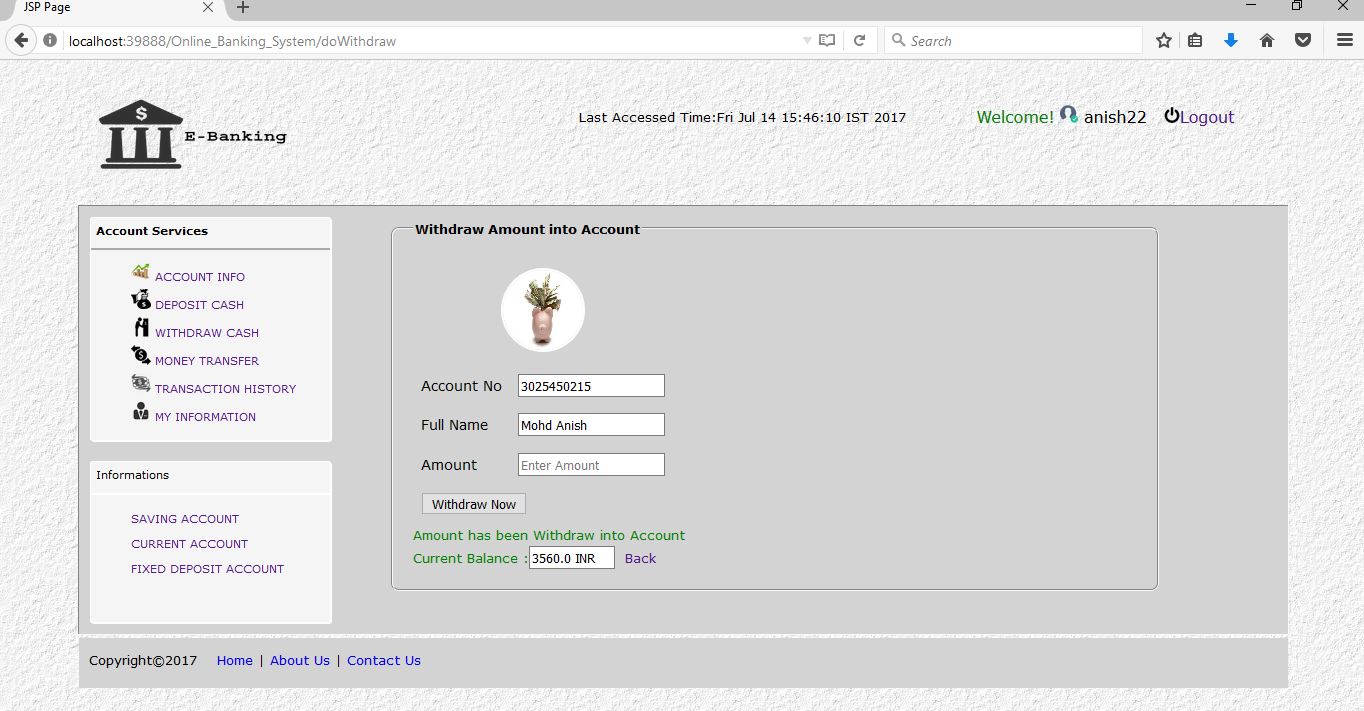 JSP Page
localhost:39888/Online_Banking_System/doWithdraw
Search
$
E-Banking
Last Accessed Time:Fri Jul 14 15:46:10 IST 2017
Welcome! anish22 Logout
Account Services
ACCOUNT INFO
DEPOSIT CASH
WITHDRAW CASH
MONEY TRANSFER
TRANSACTION HISTORY
MY INFORMATION
Informations
SAVING ACCOUNT
CURRENT ACCOUNT
FIXED DEPOSIT ACCOUNT
Withdraw Amount into Account
Account No 3025450215
Full Name Mohd Anish
Amount Enter Amount
Withdraw Now
Amount has been Withdraw into Account
Current Balance : 3560.0 INR Back
Copyright©2017 Home | About Us | Contact Us